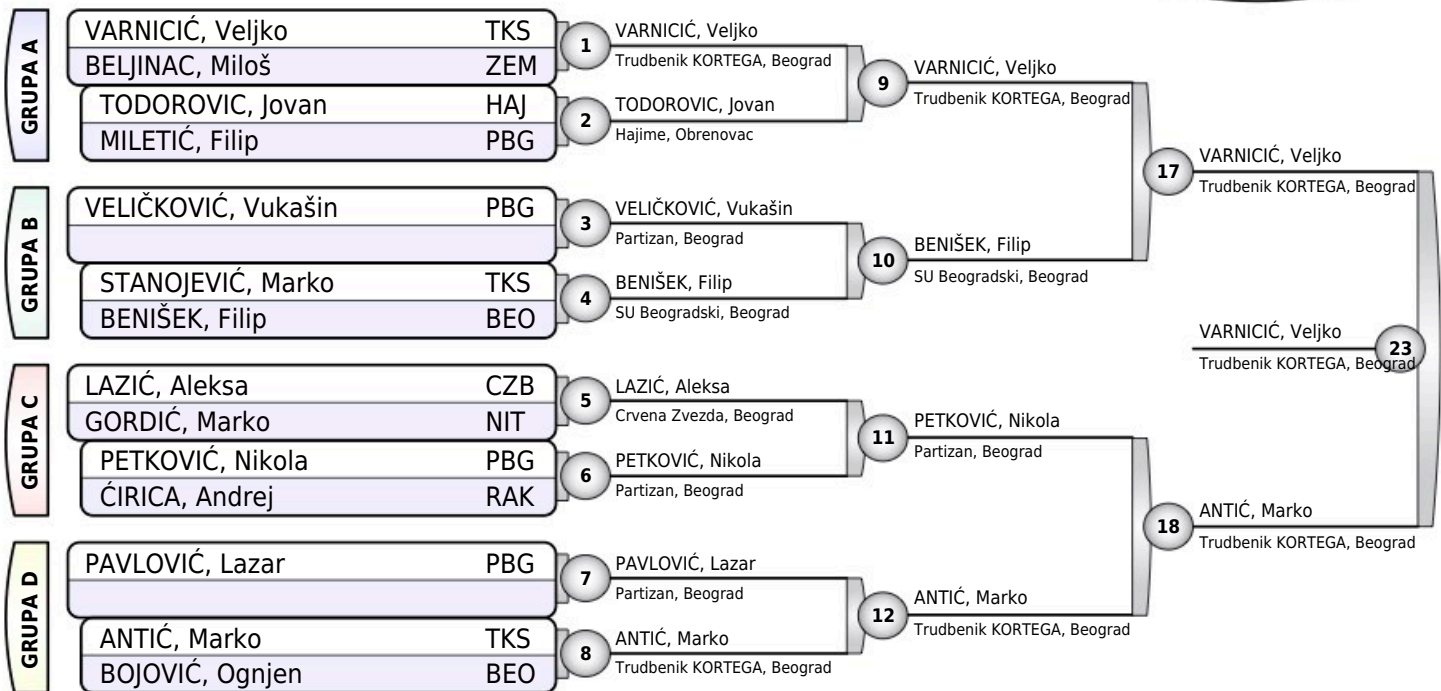 GRUPA A
VARNICIĆ, Veljko TKS
BELJINAC, Miloš ZEM
TODOROVIC, Jovan HAJ
MILETIĆ, Filip PBG
GRUPA B
VELIČKOVIĆ, Vukašin PBG
STANOJEVIĆ, Marko TKS
BENIŠEK, Filip BEO
GRUPA C
LAZIĆ, Aleksa CZB
GORDIĆ, Marko NIT
PETKOVIĆ, Nikola PBG
ĆIRICA, Andrej RAK
GRUPA D
PAVLOVIĆ, Lazar PBG
ANTIĆ, Marko TKS
BOJOVIĆ, Ognjen BEO
1
VARNICIĆ, Veljko
Trudbenik KORTEGA, Beograd
2
TODOROVIC, Jovan
Hajime, Obrenovac
3
VELIČKOVIĆ, Vukašin
Partizan, Beograd
4
BENIŠEK, Filip
SU Beogradski, Beograd
5
LAZIĆ, Aleksa
Crvena Zvezda, Beograd
6
PETKOVIĆ, Nikola
Partizan, Beograd
7
PAVLOVIĆ, Lazar
Partizan, Beograd
8
ANTIĆ, Marko
Trudbenik KORTEGA, Beograd
9
VARNICIĆ, Veljko
Trudbenik KORTEGA, Beograd
10
BENIŠEK, Filip
SU Beogradski, Beograd
11
PETKOVIĆ, Nikola
Partizan, Beograd
12
ANTIĆ, Marko
Trudbenik KORTEGA, Beograd
17
VARNICIĆ, Veljko
Trudbenik KORTEGA, Beograd
18
ANTIĆ, Marko
Trudbenik KORTEGA, Beograd
VARNICIĆ, Veljko
Trudbenik KORTEGA, Beograd
23